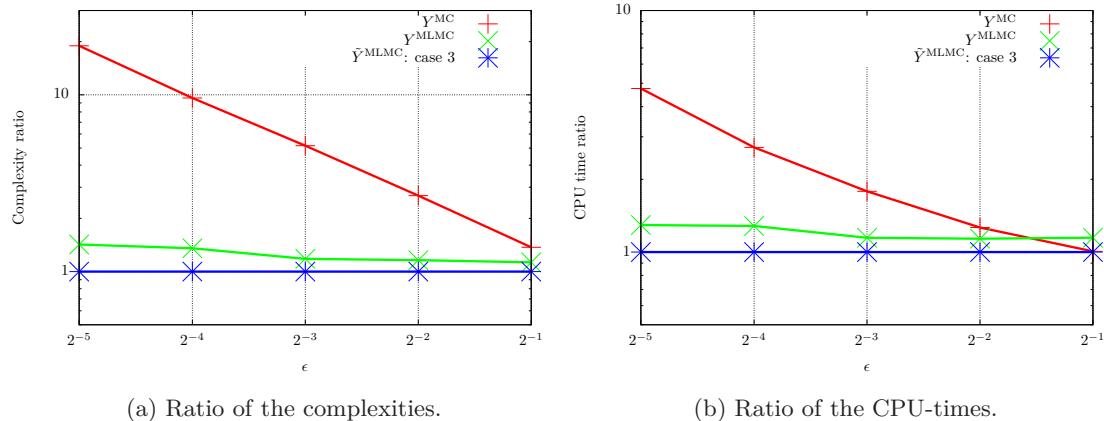 Y^MC
Y^MLMC
Ỹ^MLMC: case 3
10
1
Complexity ratio
2^-5 2^-4 2^-3 2^-2 2^-1
ϵ
(a) Ratio of the complexities.
10
Y^MC
Y^MLMC
Ỹ^MLMC: case 3
1
CPU time ratio
2^-5 2^-4 2^-3 2^-2 2^-1
ϵ
(b) Ratio of the CPU-times.